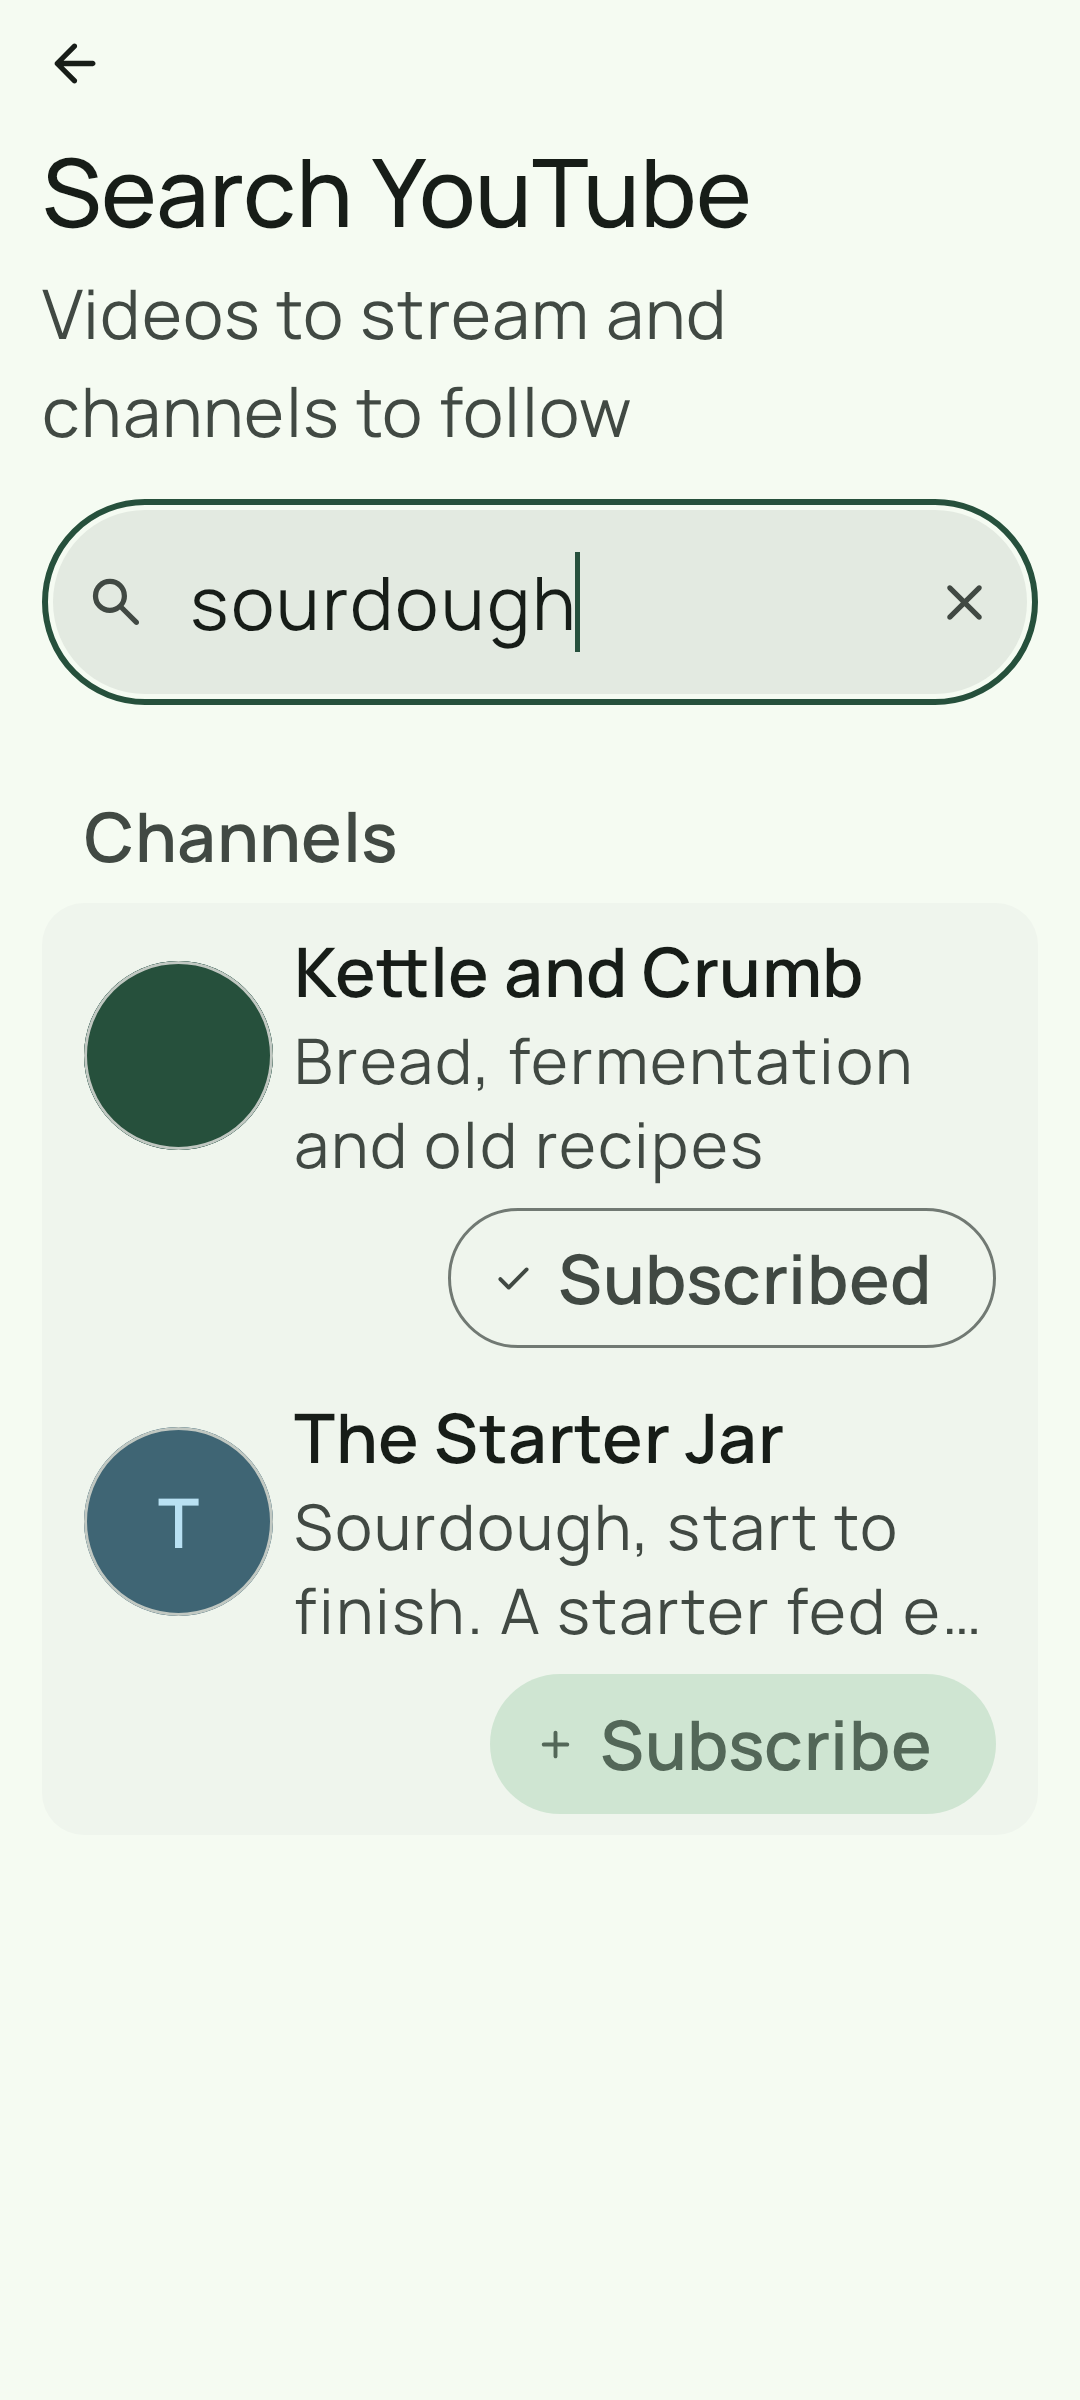 Search YouTube
Videos to stream and
channels to follow
sourdough
Channels
Kettle and Crumb
Bread, fermentation
and old recipes
Subscribed
T
The Starter Jar
Sourdough, start to
finish. A starter fed e…
Subscribe